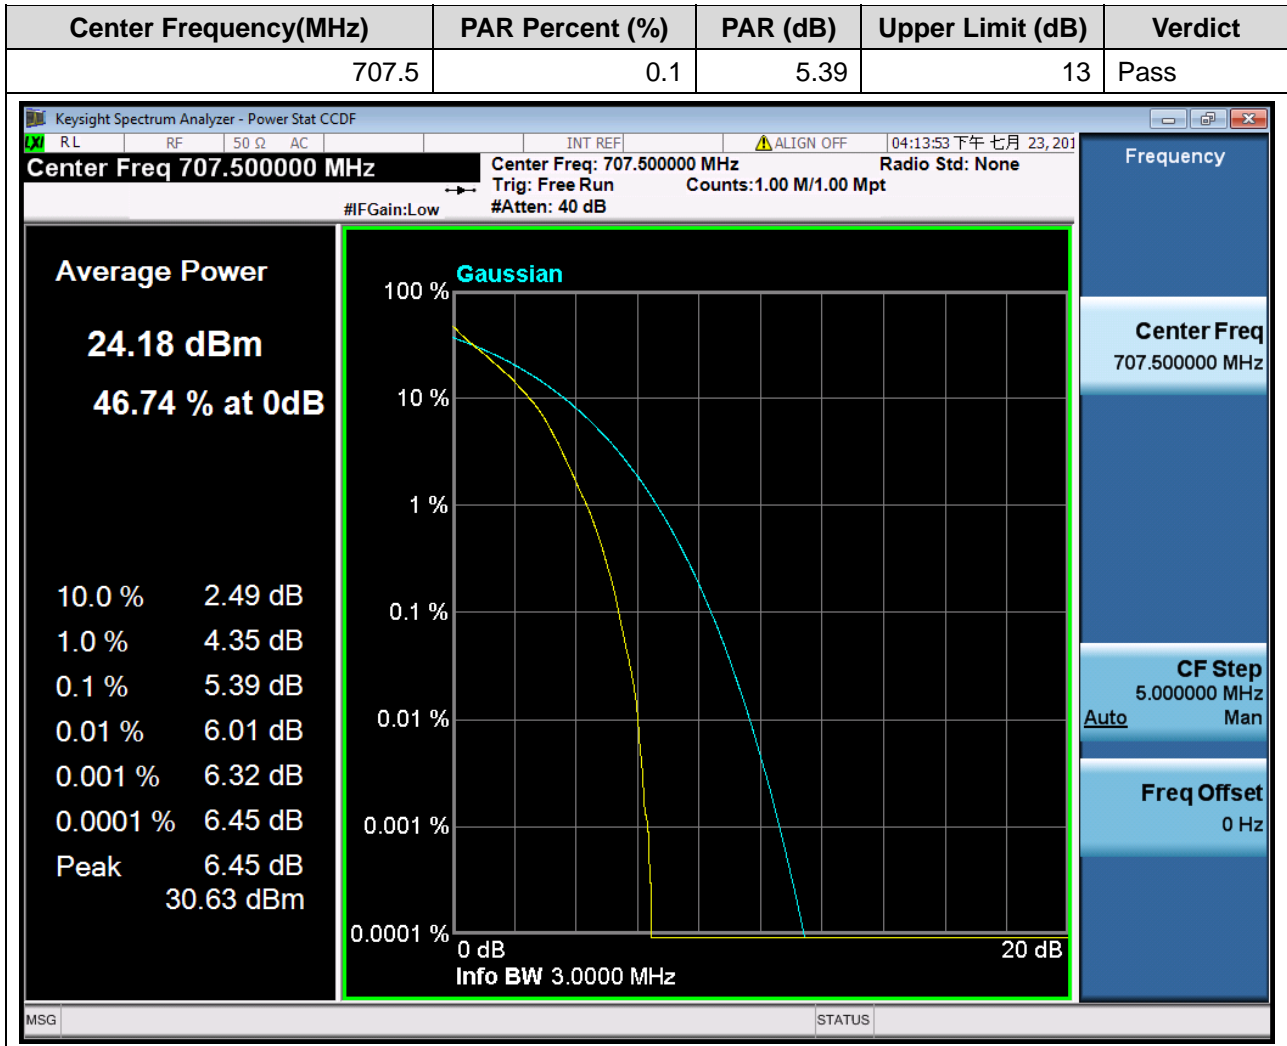 Center Frequency(MHz) PAR Percent (%) PAR (dB) Upper Limit (dB) Verdict
707.5 0.1 5.39 13 Pass
Keysight Spectrum Analyzer - Power Stat CCDF
LXI RL RF 50 Ω AC INT REF ALIGN OFF 04:13:53 下午 七月 23, 201
Center Freq 707.500000 MHz
Center Freq: 707.500000 MHz Radio Std: None
Trig: Free Run Counts:1.00 M/1.00 Mpt
#IFGain:Low #Atten: 40 dB
Average Power
24.18 dBm
46.74 % at 0dB
10.0 % 2.49 dB
1.0 % 4.35 dB
0.1 % 5.39 dB
0.01 % 6.01 dB
0.001 % 6.32 dB
0.0001 % 6.45 dB
Peak 6.45 dB
30.63 dBm
Gaussian
100 %
10 %
1 %
0.1 %
0.01 %
0.001 %
0.0001 %
0 dB 20 dB
Info BW 3.0000 MHz
Frequency
Center Freq
707.500000 MHz
CF Step
5.000000 MHz
Auto Man
Freq Offset
0 Hz
MSG STATUS